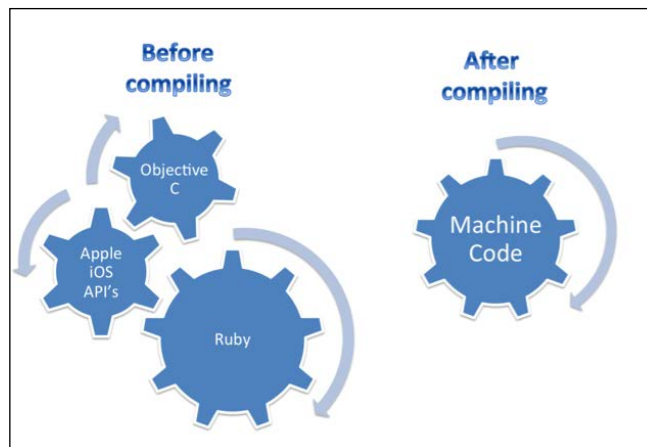 Before
compiling
After
compiling
Objective
C
Apple
iOS
API's
Ruby
Machine
Code